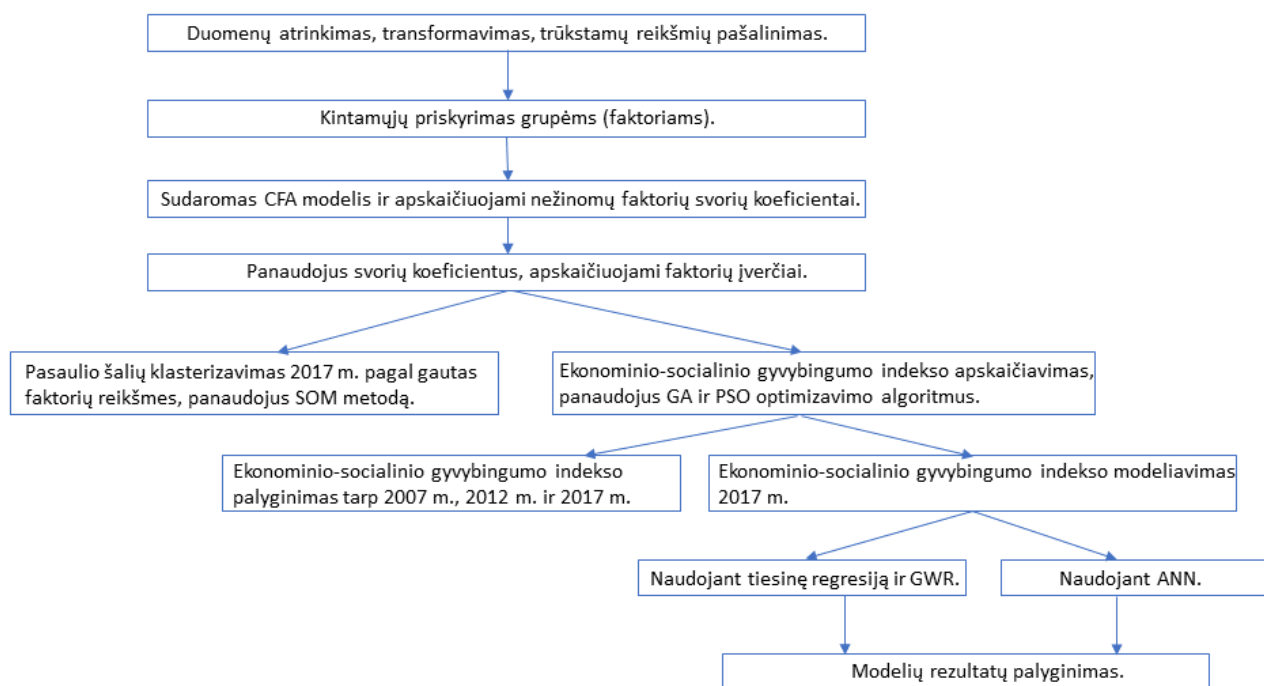 Duomenų atrinkimas, transformavimas, trūkstamų reikšmių pašalinimas.
Kintamųjų priskyrimas grupėms (faktoriams).
Sudaromas CFA modelis ir apskaičiuojami nežinomų faktorių svorių koeficientai.
Panaudojus svorių koeficientus, apskaičiuojami faktorių įverčiai.
Pasaulio šalių klasterizavimas 2017 m. pagal gautas
faktorių reikšmes, panaudojus SOM metodą.
Ekonominio-socialinio gyvybingumo indekso apskaičiavimas,
panaudojus GA ir PSO optimizavimo algoritmus.
Ekonominio-socialinio gyvybingumo indekso
palyginimas tarp 2007 m., 2012 m. ir 2017 m.
Ekonominio-socialinio gyvybingumo indekso modeliavimas
2017 m.
Naudojant tiesinę regresiją ir GWR.
Naudojant ANN.
Modelių rezultatų palyginimas.